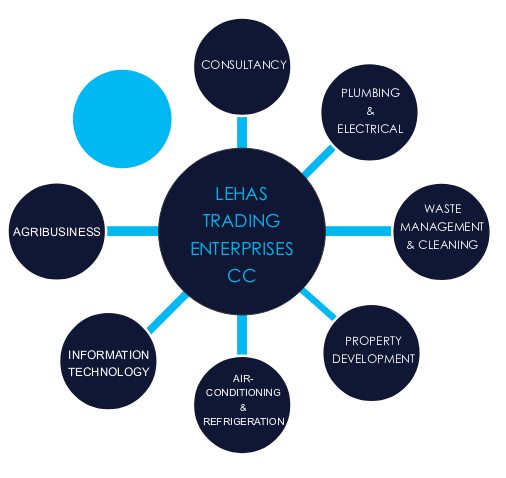 CONSULTANCY
PLUMBING
&
ELECTRICAL
LEHAS
TRADING
ENTERPRISES
CC
WASTE
MANAGEMENT
& CLEANING
AGRIBUSINESS
PROPERTY
DEVELOPMENT
INFORMATION
TECHNOLOGY
AIR-
CONDITIONING
&
REFRIGERATION